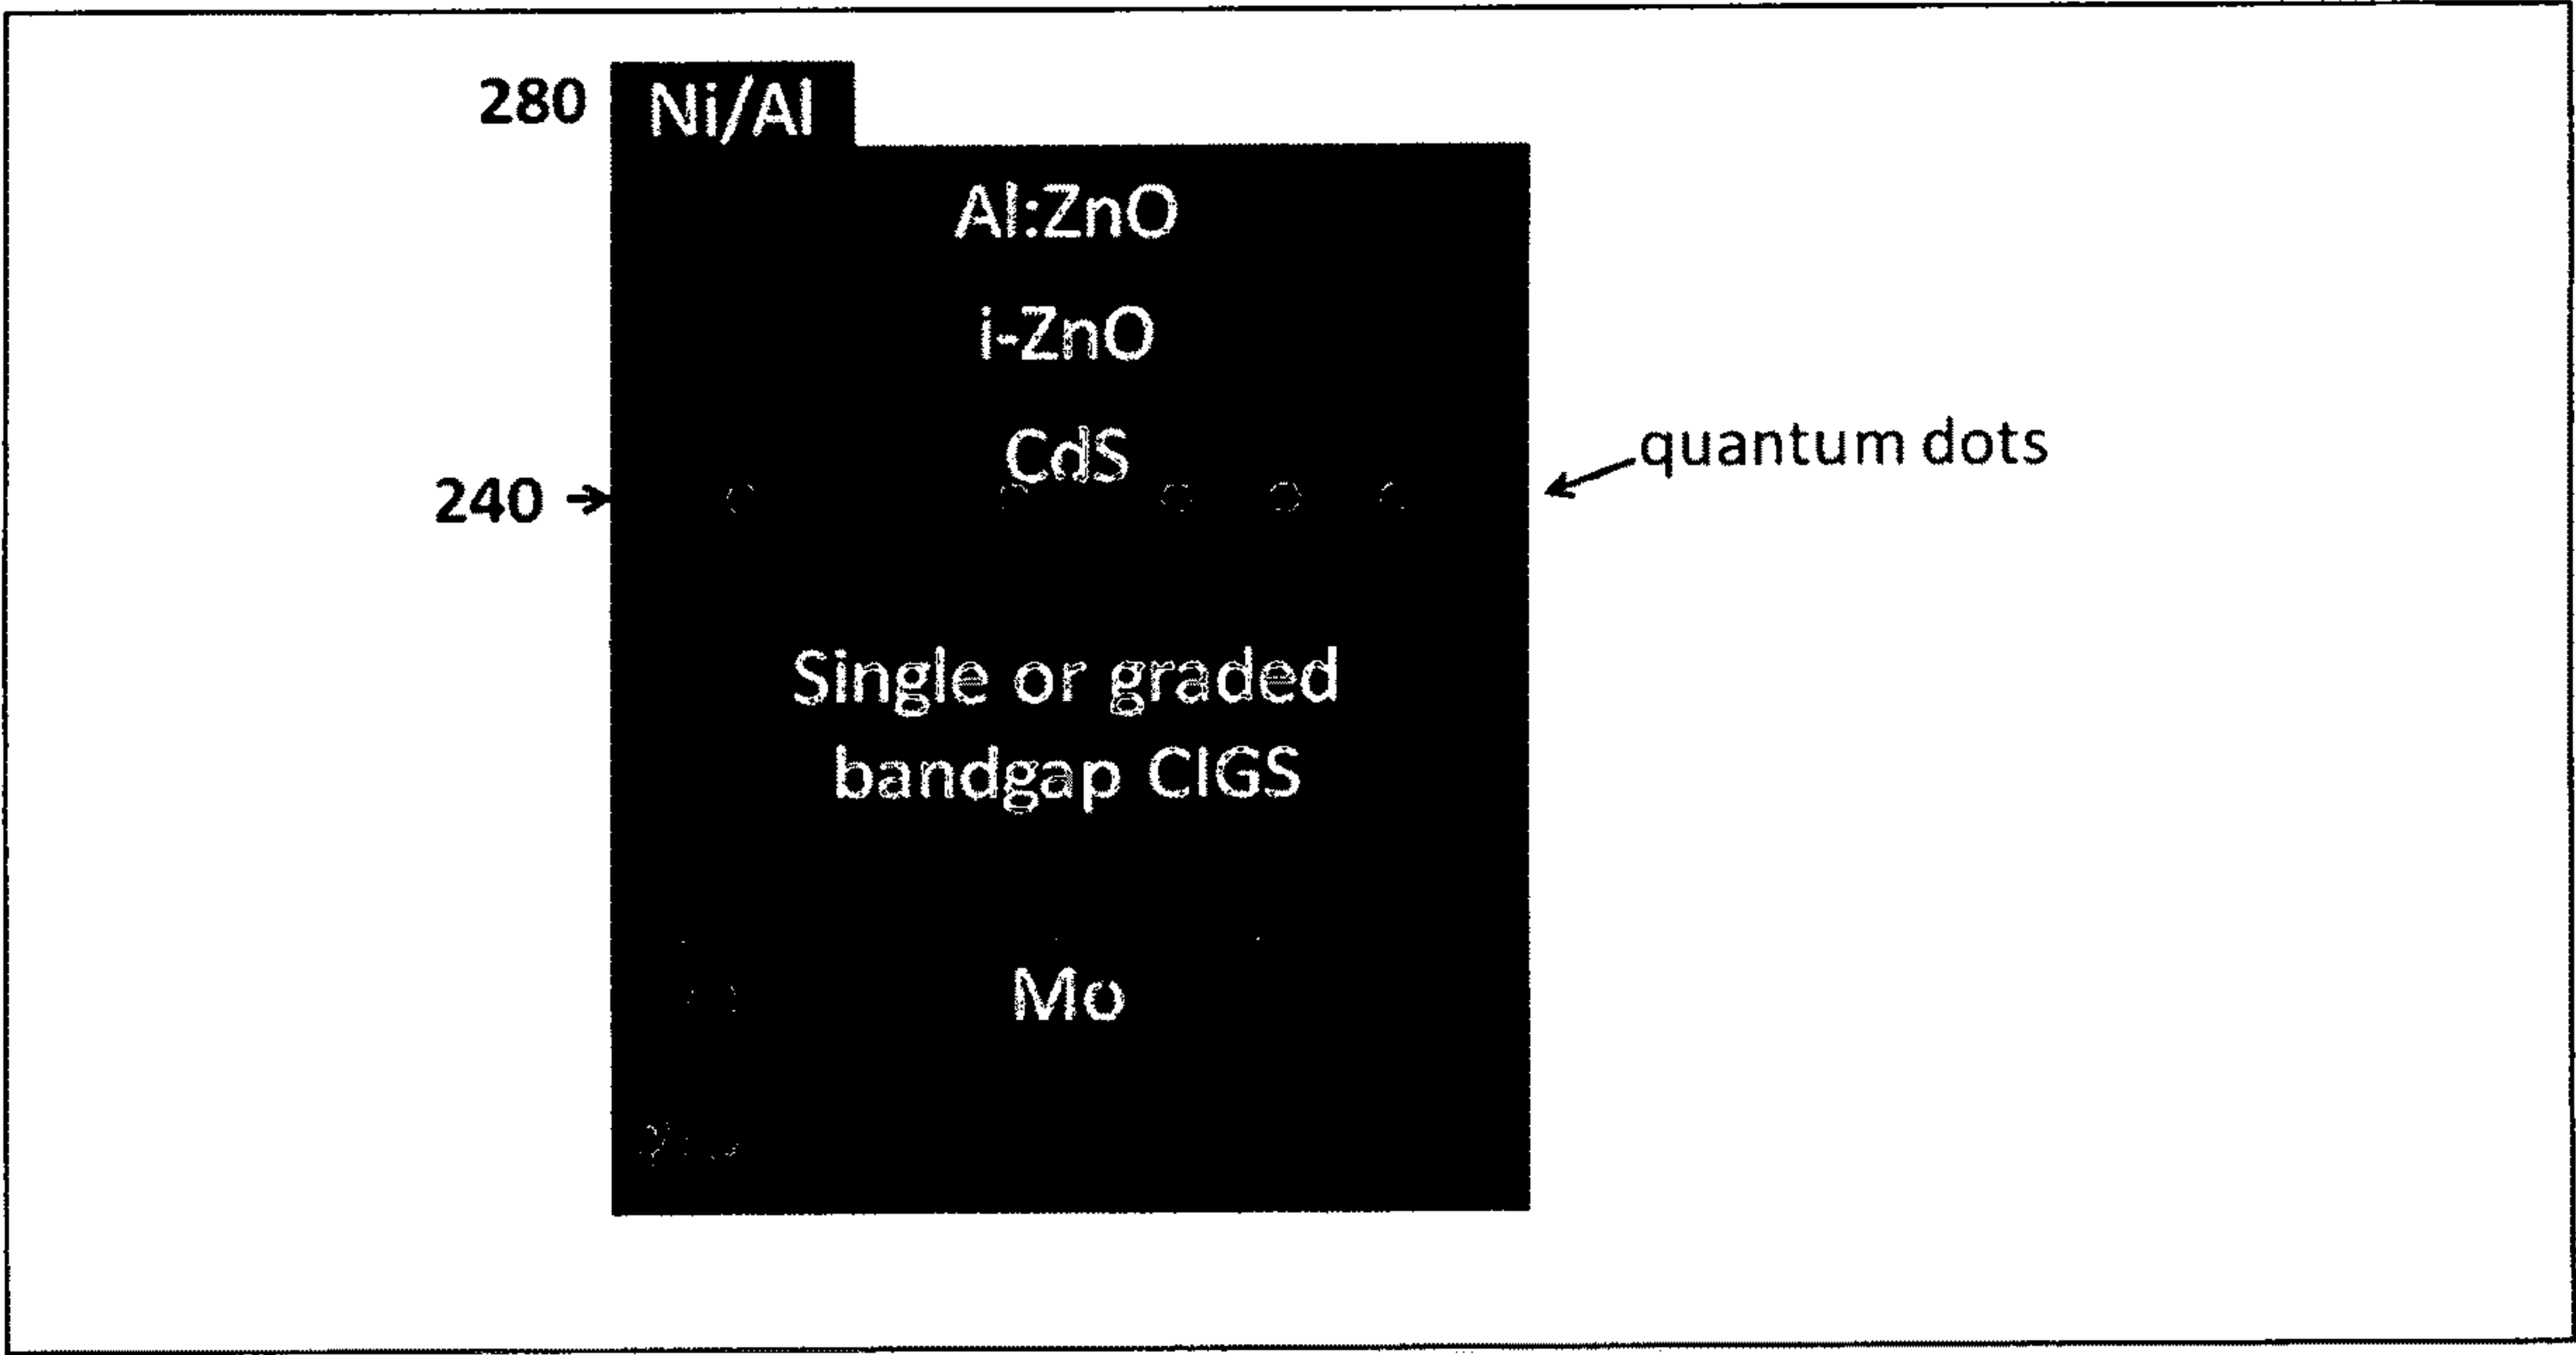 280 Ni/Al
Al:ZnO
i-ZnO
CdS
quantum dots
240
Single or graded
bandgap CIGS
Mo